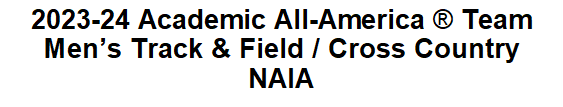 2023-24 Academic All-America ® Team
Men’s Track & Field / Cross Country
NAIA